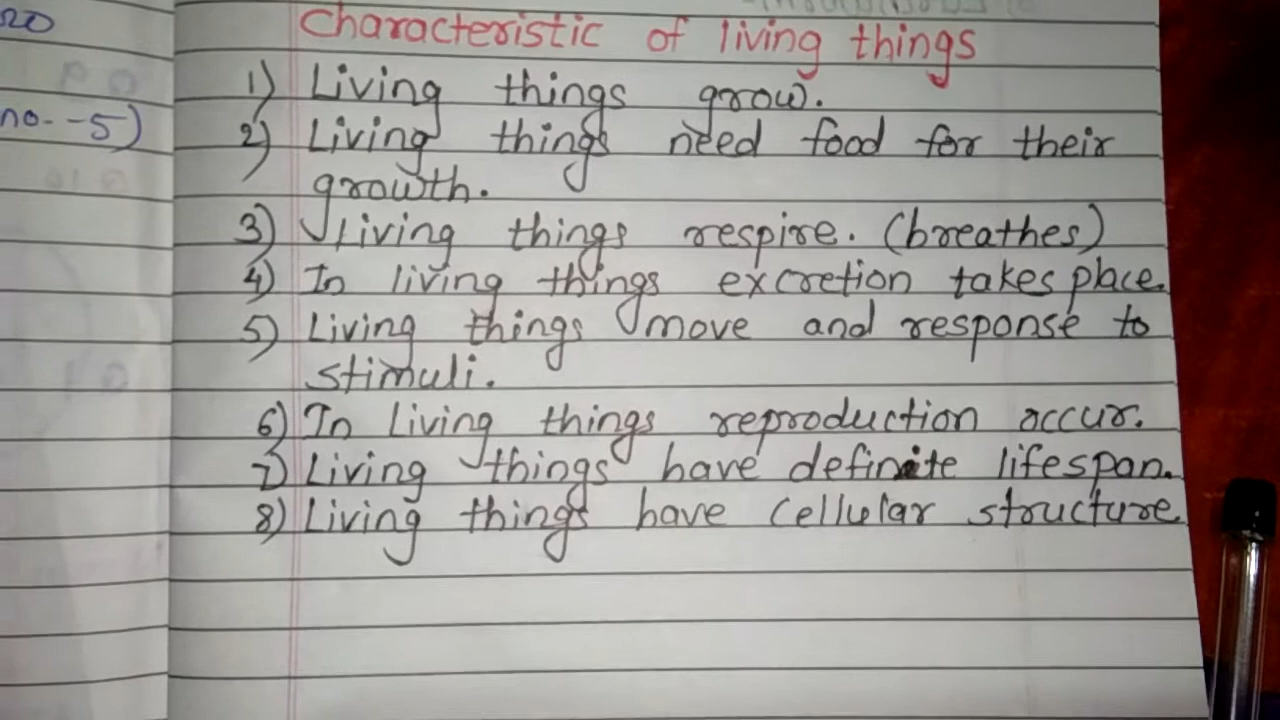 20
no. -5)
Characteristic of living things
1) Living things grow.
2) Living things need food for their
growth.
3) Living things respire. (breathes)
4) In living things excretion takes place.
5) Living things move and response to
stimuli.
6) In living things reproduction accur.
7) Living things have definite lifespan.
8) Living things have cellular structure.